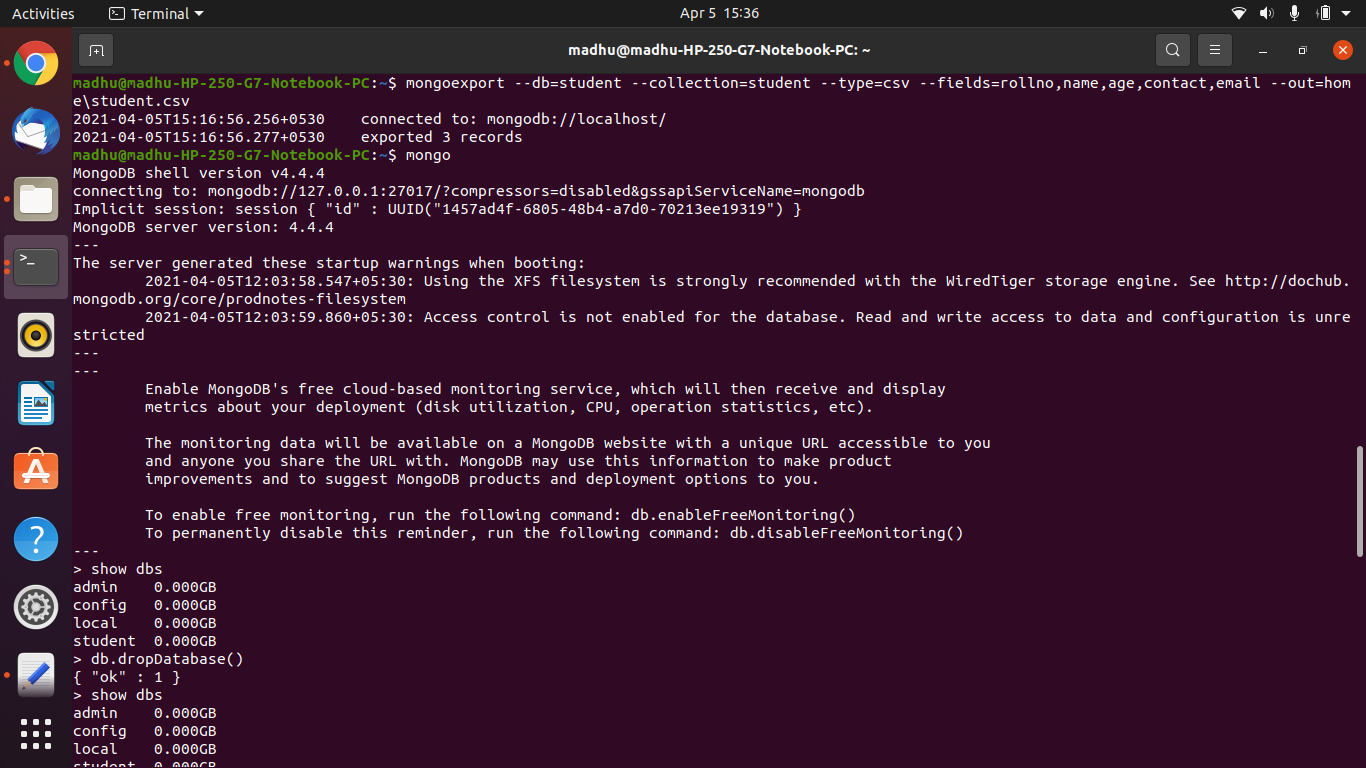 Activities
Terminal
Apr 5 15:36
madhu@madhu-HP-250-G7-Notebook-PC: ~
madhu@madhu-HP-250-G7-Notebook-PC:~$ mongoexport --db=student --collection=student --type=csv --fields=rollno,name,age,contact,email --out=hom
e\student.csv
2021-04-05T15:16:56.256+0530    connected to: mongodb://localhost/
2021-04-05T15:16:56.277+0530    exported 3 records
madhu@madhu-HP-250-G7-Notebook-PC:~$ mongo
MongoDB shell version v4.4.4
connecting to: mongodb://127.0.0.1:27017/?compressors=disabled&gssapiServiceName=mongodb
Implicit session: session { "id" : UUID("1457ad4f-6805-48b4-a7d0-70213ee19319") }
MongoDB server version: 4.4.4
---
The server generated these startup warnings when booting:
        2021-04-05T12:03:58.547+05:30: Using the XFS filesystem is strongly recommended with the WiredTiger storage engine. See http://dochub.
mongodb.org/core/prodnotes-filesystem
        2021-04-05T12:03:59.860+05:30: Access control is not enabled for the database. Read and write access to data and configuration is unre
stricted
---
---
        Enable MongoDB's free cloud-based monitoring service, which will then receive and display
        metrics about your deployment (disk utilization, CPU, operation statistics, etc).

        The monitoring data will be available on a MongoDB website with a unique URL accessible to you
        and anyone you share the URL with. MongoDB may use this information to make product
        improvements and to suggest MongoDB products and deployment options to you.

        To enable free monitoring, run the following command: db.enableFreeMonitoring()
        To permanently disable this reminder, run the following command: db.disableFreeMonitoring()
---
> show dbs
admin    0.000GB
config   0.000GB
local    0.000GB
student  0.000GB
> db.dropDatabase()
{ "ok" : 1 }
> show dbs
admin    0.000GB
config   0.000GB
local    0.000GB
student  0.000GB